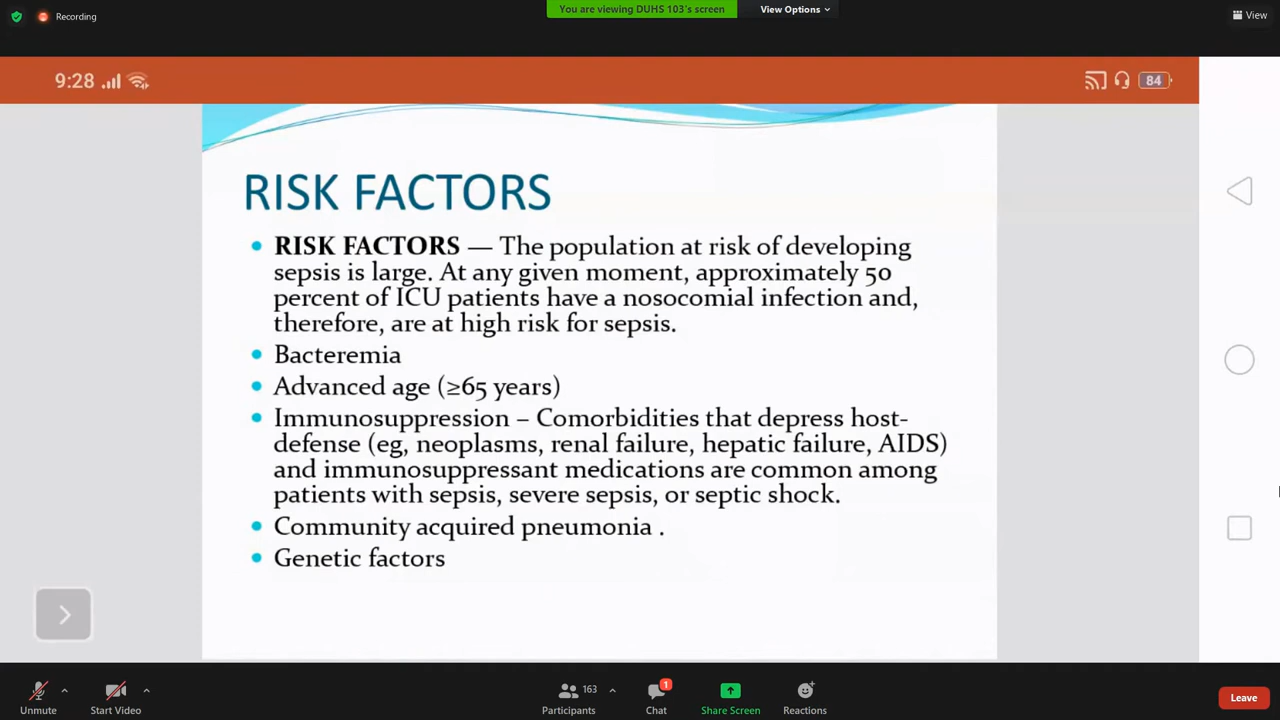 Recording
You are viewing DUHS 103's screen
View Options
View
9:28
84
RISK FACTORS
RISK FACTORS — The population at risk of developing
sepsis is large. At any given moment, approximately 50
percent of ICU patients have a nosocomial infection and,
therefore, are at high risk for sepsis.
Bacteremia
Advanced age (≥65 years)
Immunosuppression – Comorbidities that depress host-
defense (eg, neoplasms, renal failure, hepatic failure, AIDS)
and immunosuppressant medications are common among
patients with sepsis, severe sepsis, or septic shock.
Community acquired pneumonia .
Genetic factors
Unmute
Start Video
163
Participants
1
Chat
Share Screen
Reactions
Leave